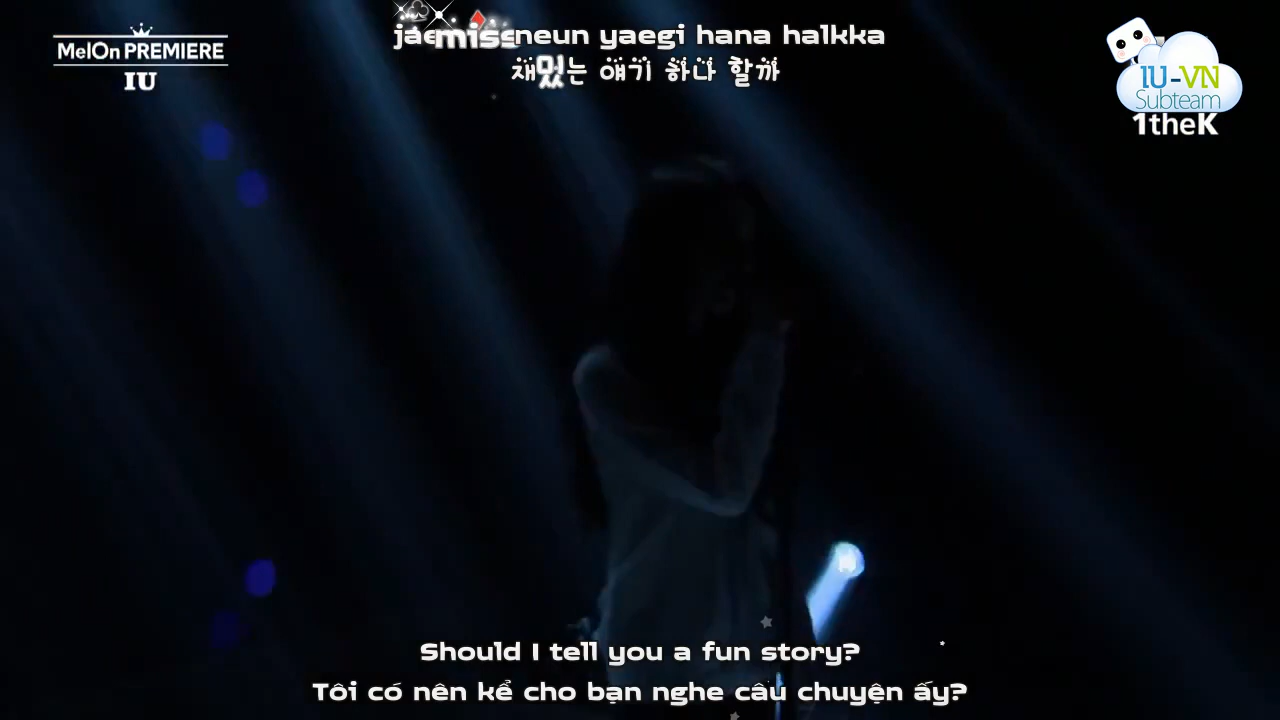 MelOn PREMIERE
IU
jaemissneun yaegi hana halkka
재밌는 얘기 하나 할까
IU-VN
Subteam
1theK
Should I tell you a fun story?
Tôi có nên kể cho bạn nghe câu chuyện ấy?